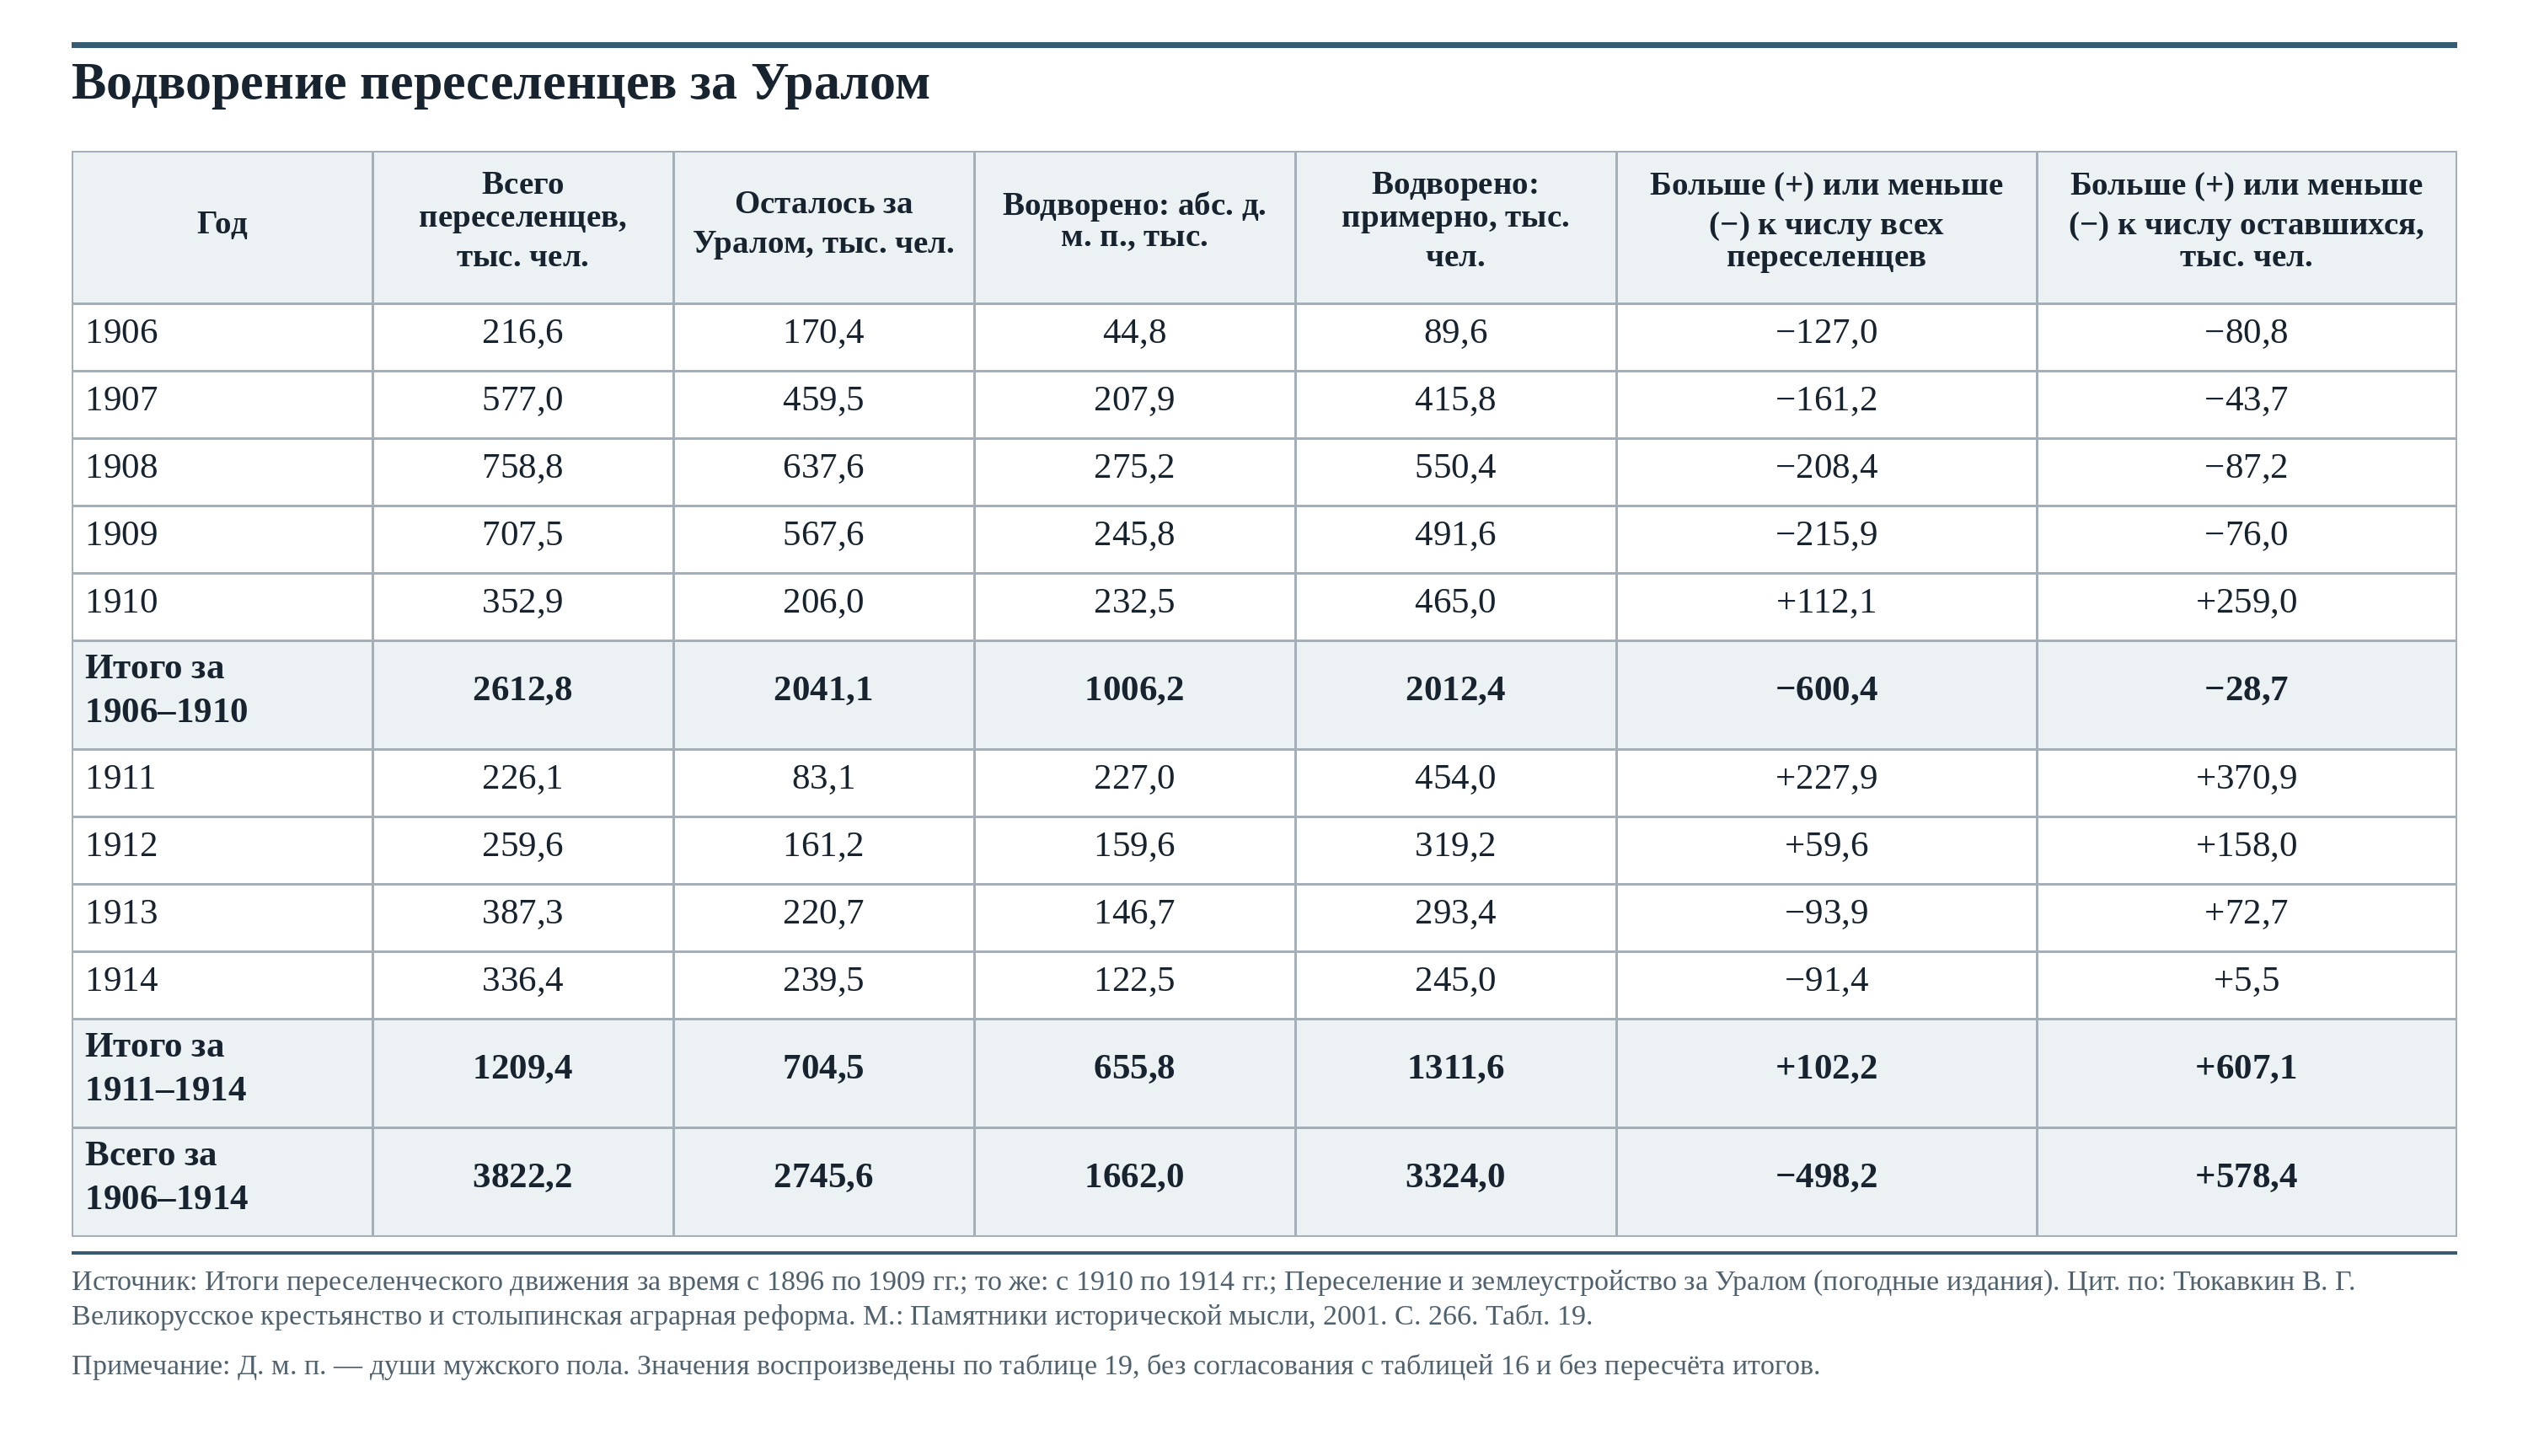 Водворение переселенцев за Уралом
Год
Всего
переселенцев,
тыс. чел.
Осталось за
Уралом, тыс. чел.
Водворено: абс. д.
м. п., тыс.
Водворено:
примерно, тыс.
чел.
Больше (+) или меньше
(−) к числу всех
переселенцев
Больше (+) или меньше
(−) к числу оставшихся,
тыс. чел.
1906 216,6 170,4 44,8 89,6 −127,0 −80,8
1907 577,0 459,5 207,9 415,8 −161,2 −43,7
1908 758,8 637,6 275,2 550,4 −208,4 −87,2
1909 707,5 567,6 245,8 491,6 −215,9 −76,0
1910 352,9 206,0 232,5 465,0 +112,1 +259,0
Итого за
1906–1910
2612,8 2041,1 1006,2 2012,4 −600,4 −28,7
1911 226,1 83,1 227,0 454,0 +227,9 +370,9
1912 259,6 161,2 159,6 319,2 +59,6 +158,0
1913 387,3 220,7 146,7 293,4 −93,9 +72,7
1914 336,4 239,5 122,5 245,0 −91,4 +5,5
Итого за
1911–1914
1209,4 704,5 655,8 1311,6 +102,2 +607,1
Всего за
1906–1914
3822,2 2745,6 1662,0 3324,0 −498,2 +578,4
Источник: Итоги переселенческого движения за время с 1896 по 1909 гг.; то же: с 1910 по 1914 гг.; Переселение и землеустройство за Уралом (погодные издания). Цит. по: Тюкавкин В. Г.
Великорусское крестьянство и столыпинская аграрная реформа. М.: Памятники исторической мысли, 2001. С. 266. Табл. 19.
Примечание: Д. м. п. — души мужского пола. Значения воспроизведены по таблице 19, без согласования с таблицей 16 и без пересчёта итогов.